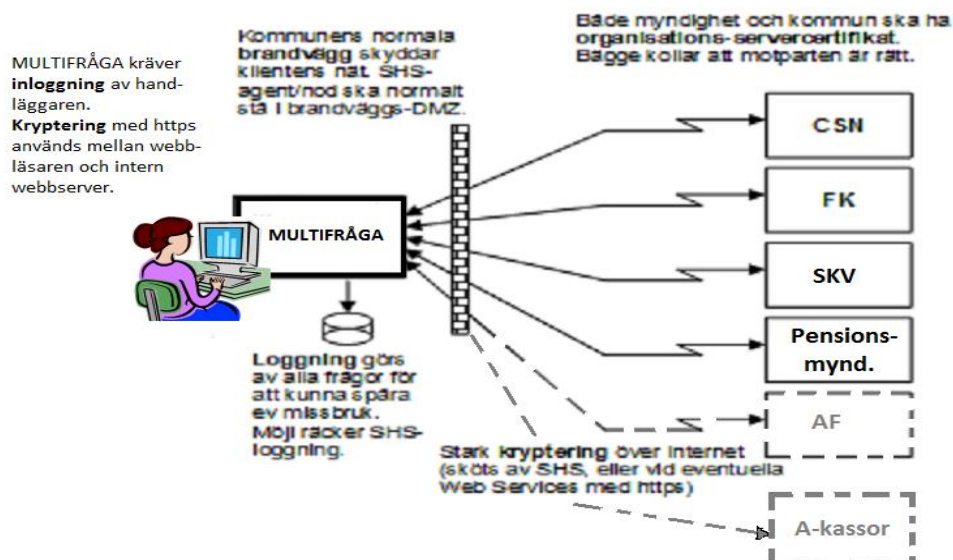 MULTIFRÅGA kräver
inloggning av hand-
läggaren.
Kryptering med https
används mellan webb-
läsaren och intern
webbserver.
Kommunens normala
brandvägg skyddar
klientens nät. SHS-
agent/nod ska normalt
stå i brandväggs-DMZ.
Både myndighet och kommun ska ha
organisations-servercertifikat.
Bägge kollar att motparten är rätt.
MULTIFRÅGA
CSN
FK
SKV
Pensions-
mynd.
AF
A-kassor
Loggning görs
av alla frågor för
att kunna spåra
ev missbruk.
Möjl räcker SHS-
loggning.
Stark kryptering över Internet
(sköts av SHS, eller vid eventuella
Web Services med https)